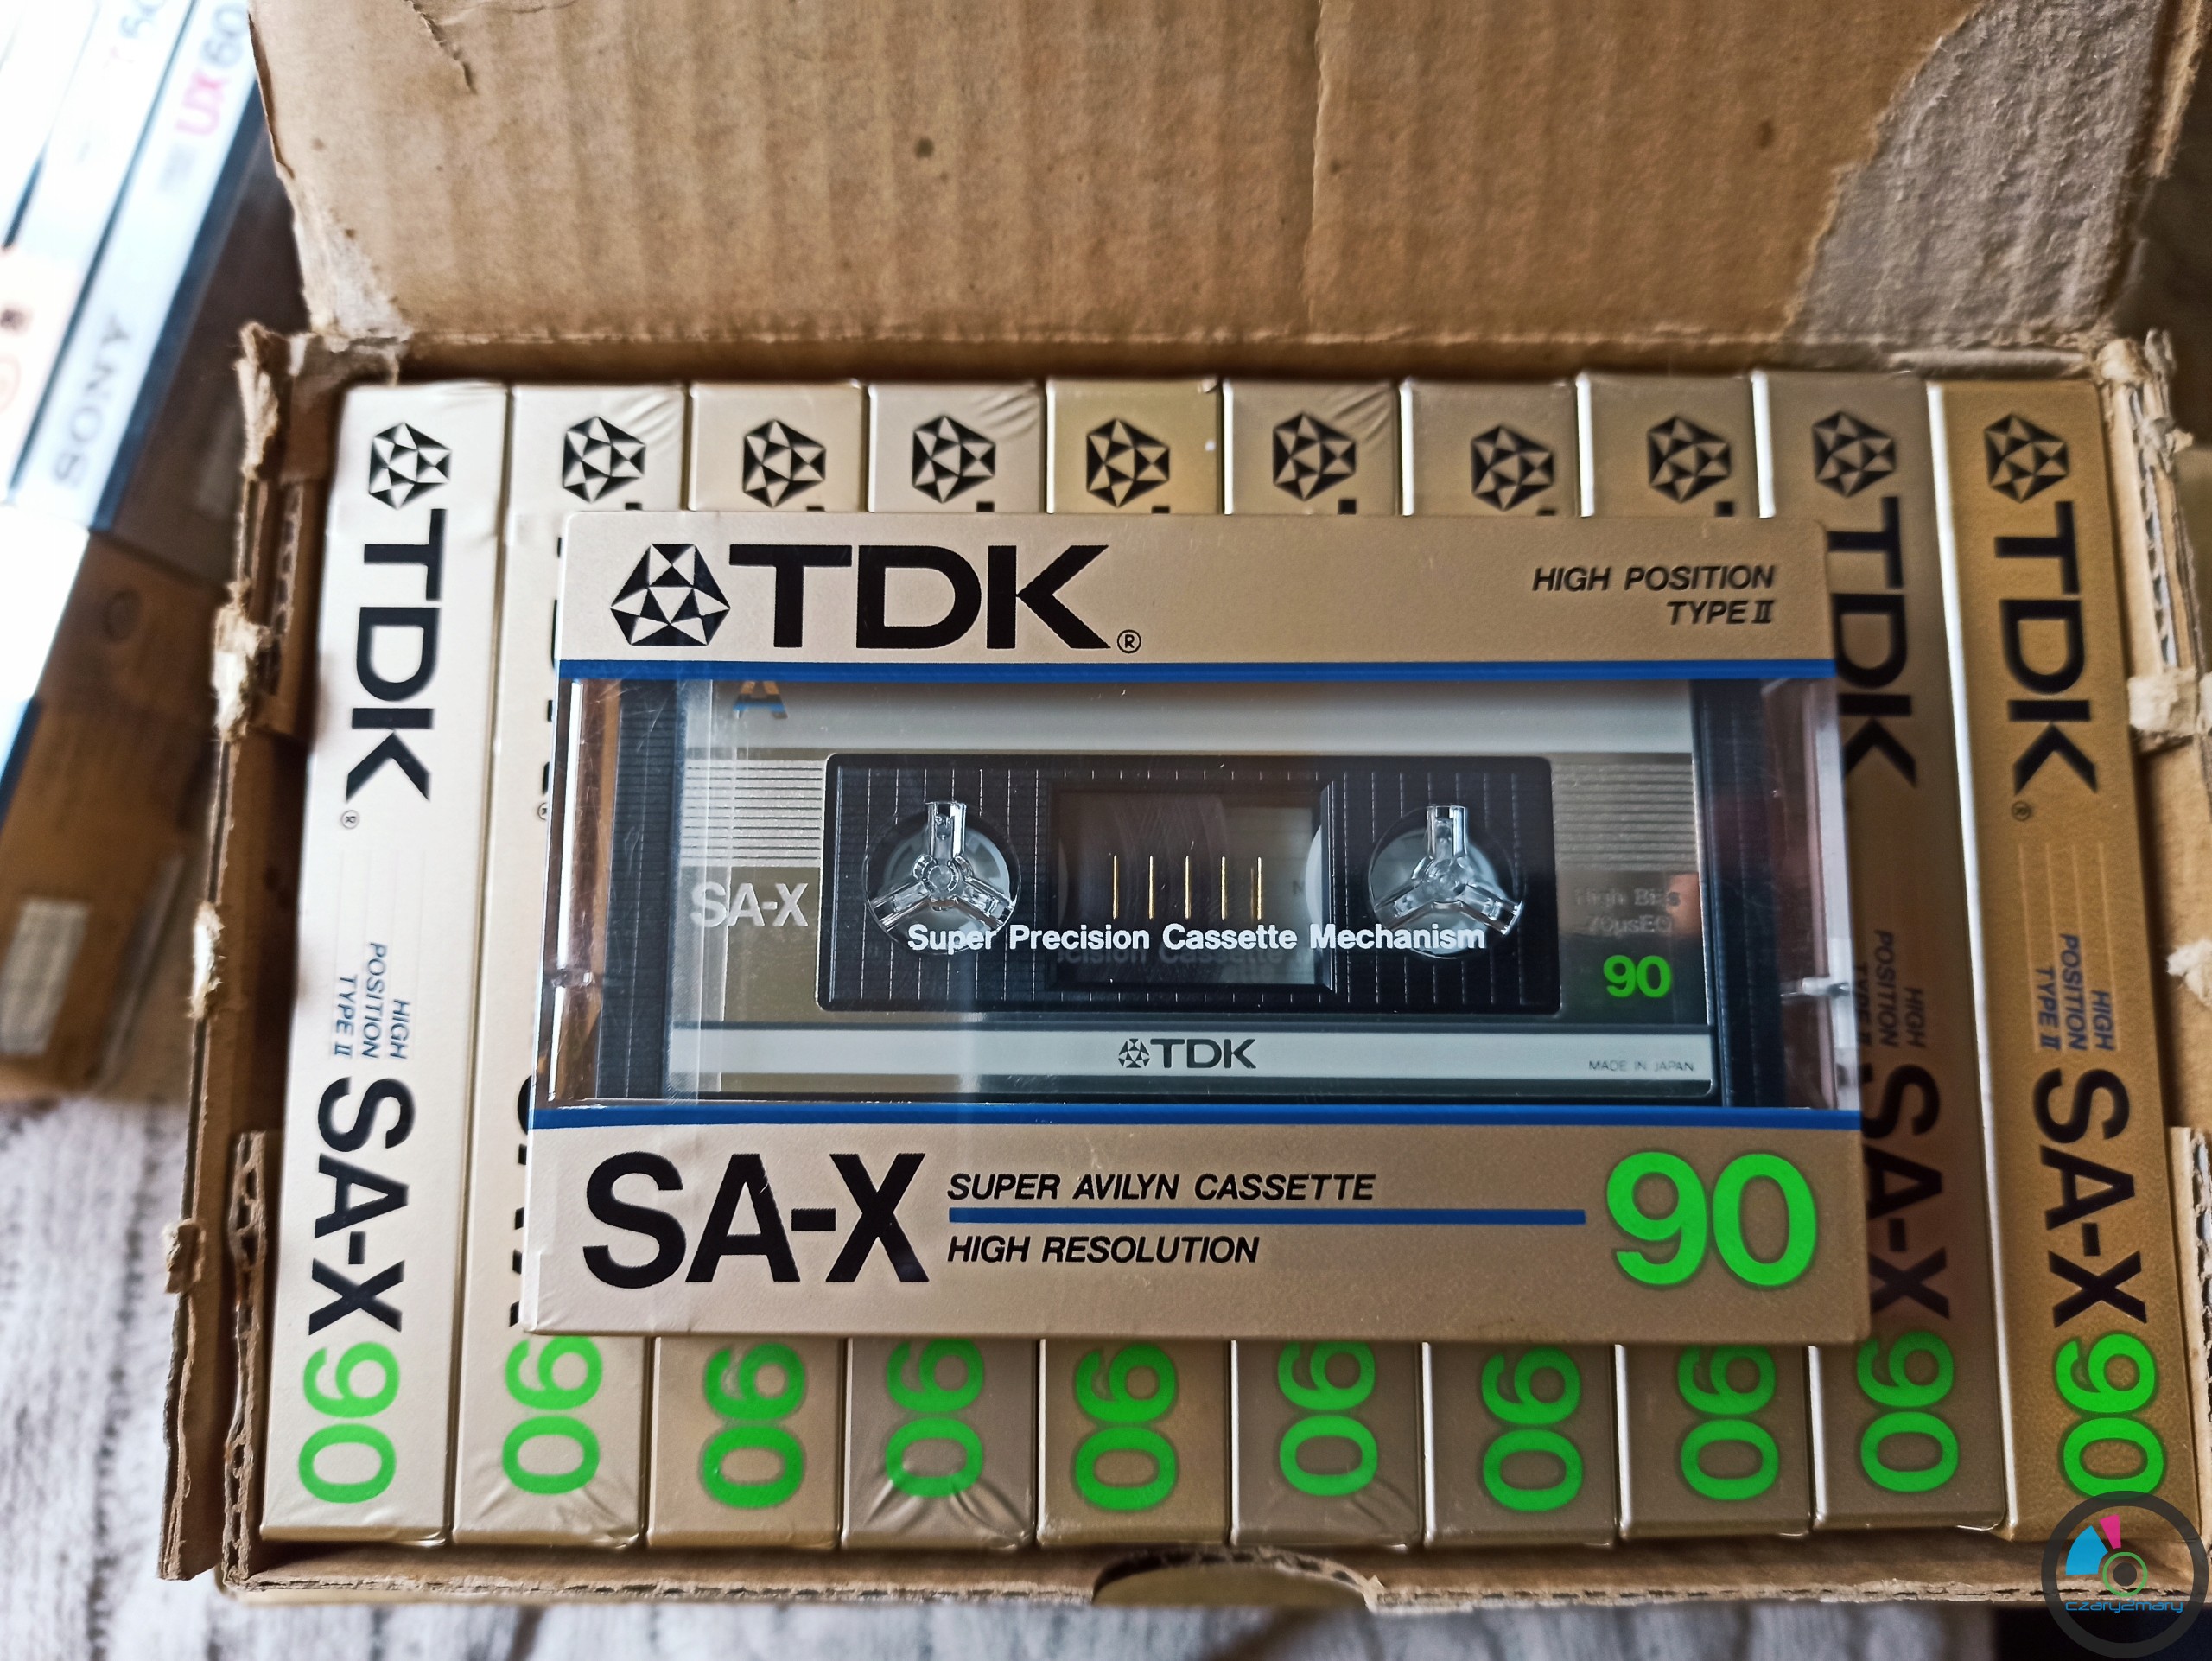 UX 60
SONY
TDK®
HIGH POSITION
TYPE II
A
SA-X
High Bias
70μsEQ
Super Precision Cassette Mechanism
90
TDK
MADE IN JAPAN
SA-X
SUPER AVILYN CASSETTE
HIGH RESOLUTION
90
TDK®
HIGH
POSITION
TYPE II
SA-X 90
90
90
90
90
90
90
90
TDK
HIGH
POSITION
TYPE II
SA-X 90
TDK®
HIGH
POSITION
TYPE II
SA-X 90
czary2mary